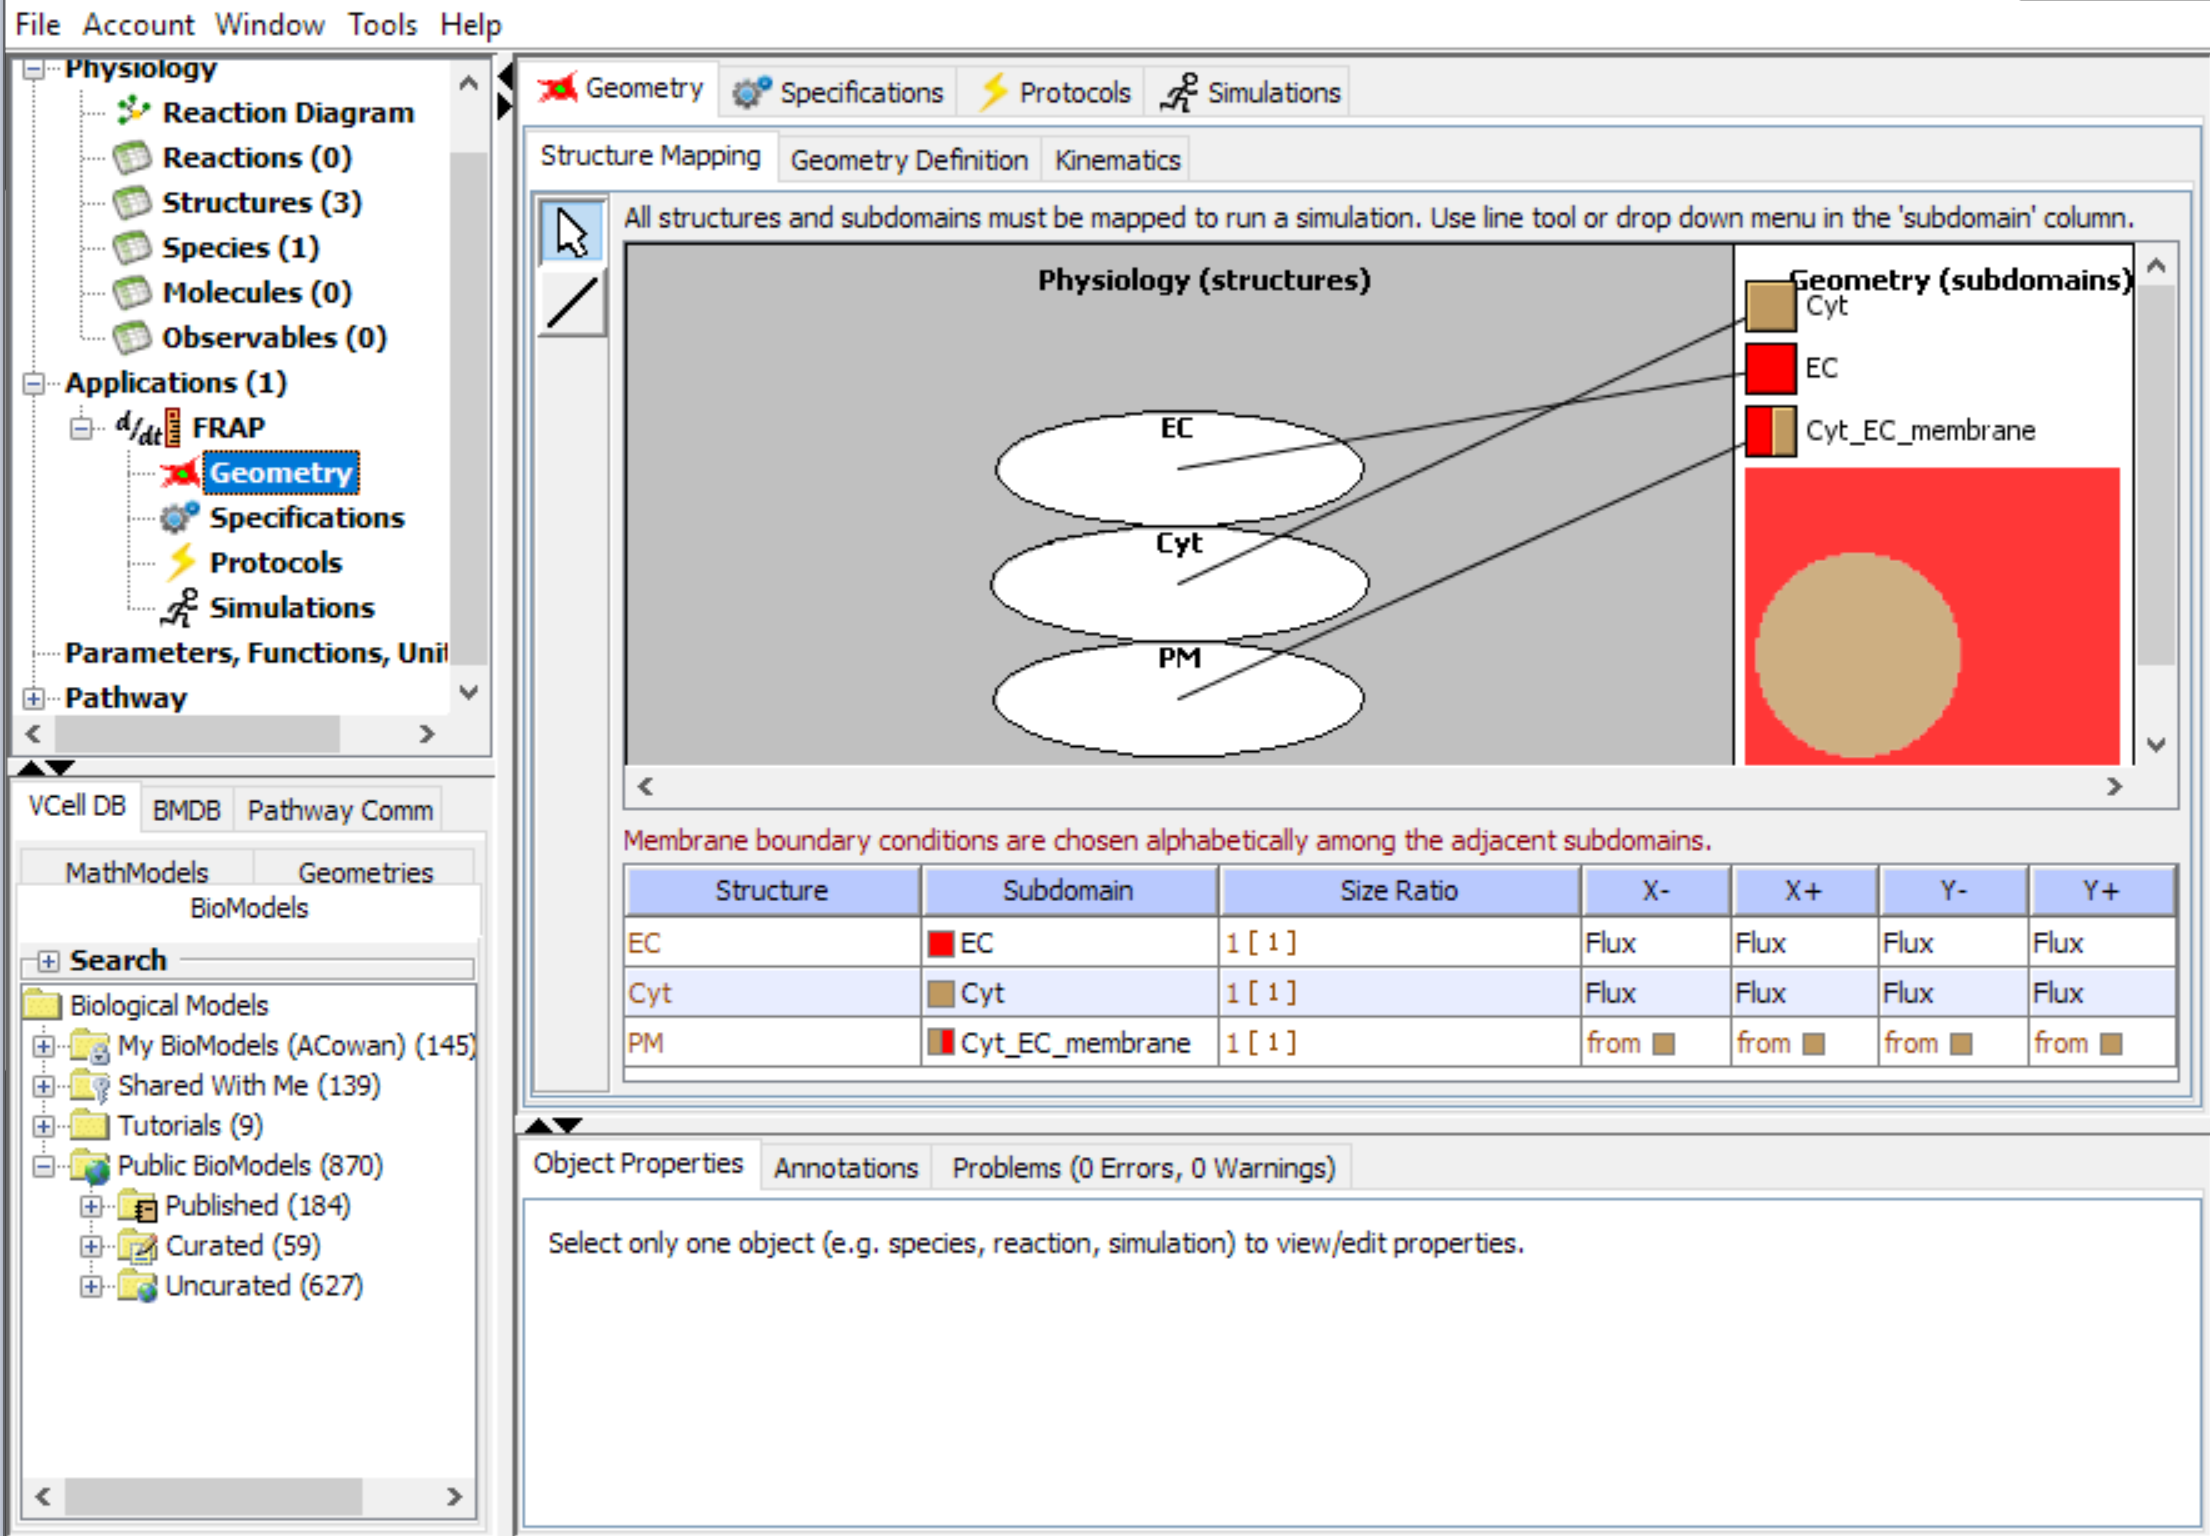 File Account Window Tools Help
Physiology
Reaction Diagram
Reactions (0)
Structures (3)
Species (1)
Molecules (0)
Observables (0)
Applications (1)
d/dt FRAP
Geometry
Specifications
Protocols
Simulations
Parameters, Functions, Unit
Pathway
VCell DB BMDB Pathway Comm
MathModels Geometries
BioModels
Search
Biological Models
My BioModels (ACowan) (145)
Shared With Me (139)
Tutorials (9)
Public BioModels (870)
Published (184)
Curated (59)
Uncurated (627)
Geometry Specifications Protocols Simulations
Structure Mapping Geometry Definition Kinematics
All structures and subdomains must be mapped to run a simulation. Use line tool or drop down menu in the 'subdomain' column.
Physiology (structures)
EC
Cyt
PM
Geometry (subdomains)
Cyt
EC
Cyt_EC_membrane
Membrane boundary conditions are chosen alphabetically among the adjacent subdomains.
Structure Subdomain Size Ratio X- X+ Y- Y+
EC EC 1 [ 1 ] Flux Flux Flux Flux
Cyt Cyt 1 [ 1 ] Flux Flux Flux Flux
PM Cyt_EC_membrane 1 [ 1 ] from from from from
Object Properties Annotations Problems (0 Errors, 0 Warnings)
Select only one object (e.g. species, reaction, simulation) to view/edit properties.